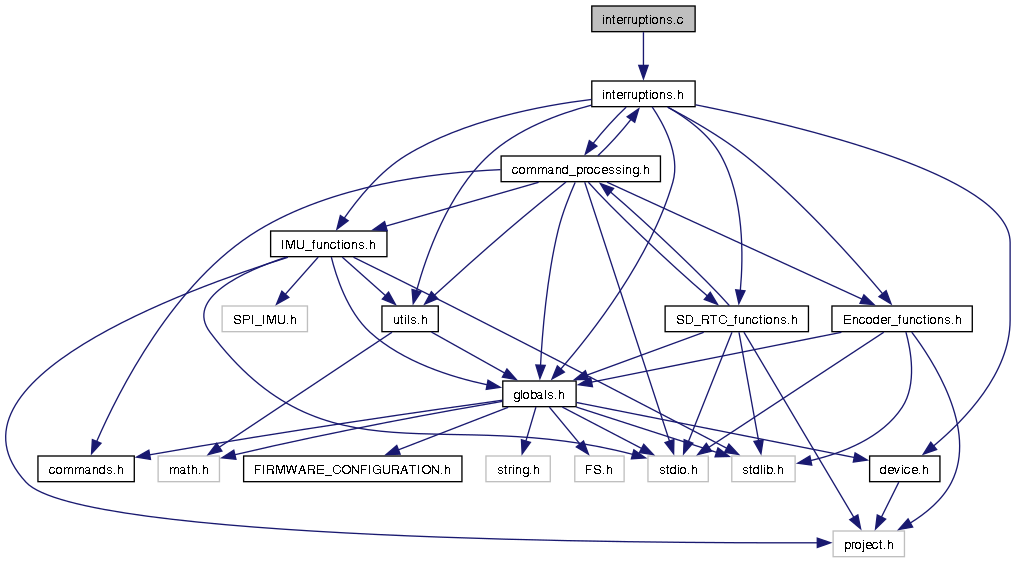 interruptions.c
interruptions.h
command_processing.h
IMU_functions.h
SPI_IMU.h
utils.h
SD_RTC_functions.h
Encoder_functions.h
globals.h
commands.h
math.h
FIRMWARE_CONFIGURATION.h
string.h
FS.h
stdio.h
stdlib.h
device.h
project.h